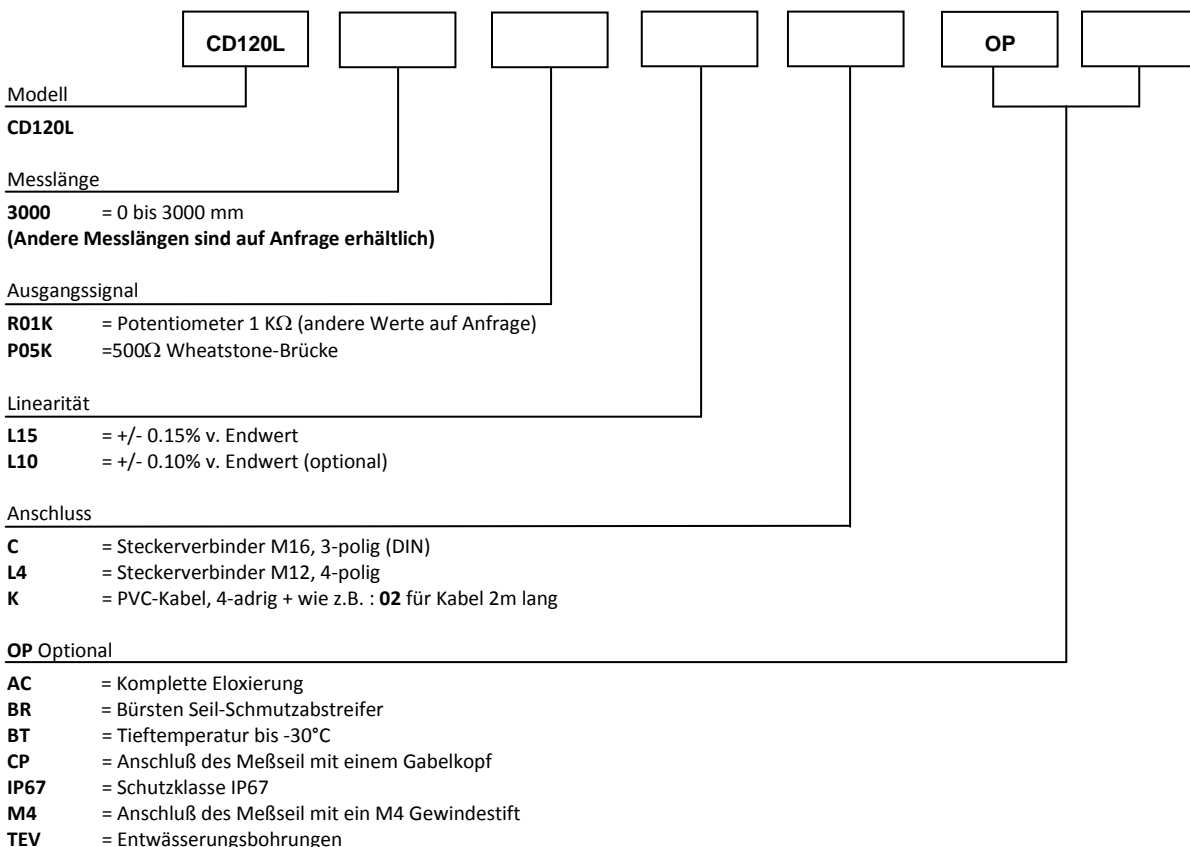 CD120L OP
Modell
CD120L
Messlänge
3000 = 0 bis 3000 mm
(Andere Messlängen sind auf Anfrage erhältlich)
Ausgangssignal
R01K = Potentiometer 1 KΩ (andere Werte auf Anfrage)
P05K =500Ω Wheatstone-Brücke
Linearität
L15 = +/- 0.15% v. Endwert
L10 = +/- 0.10% v. Endwert (optional)
Anschluss
C = Steckerverbinder M16, 3-polig (DIN)
L4 = Steckerverbinder M12, 4-polig
K = PVC-Kabel, 4-adrig + wie z.B. : 02 für Kabel 2m lang
OP Optional
AC = Komplette Eloxierung
BR = Bürsten Seil-Schmutzabstreifer
BT = Tieftemperatur bis -30°C
CP = Anschluß des Meßseil mit einem Gabelkopf
IP67 = Schutzklasse IP67
M4 = Anschluß des Meßseil mit ein M4 Gewindestift
TEV = Entwässerungsbohrungen